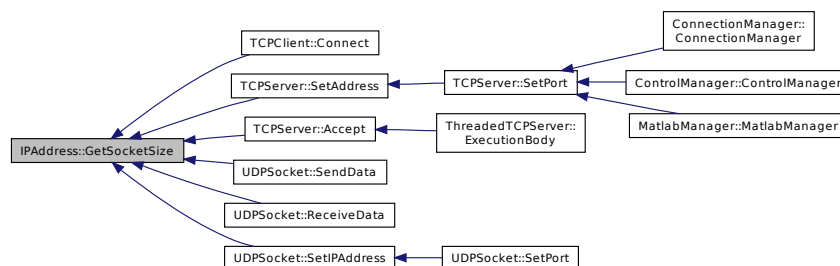 ConnectionManager::
ConnectionManager
TCPClient::Connect
TCPServer::SetAddress
TCPServer::SetPort
ControlManager::ControlManager
TCPServer::Accept
ThreadedTCPServer::
ExecutionBody
MatlabManager::MatlabManager
IPAddress::GetSocketSize
UDPSocket::SendData
UDPSocket::ReceiveData
UDPSocket::SetIPAddress
UDPSocket::SetPort